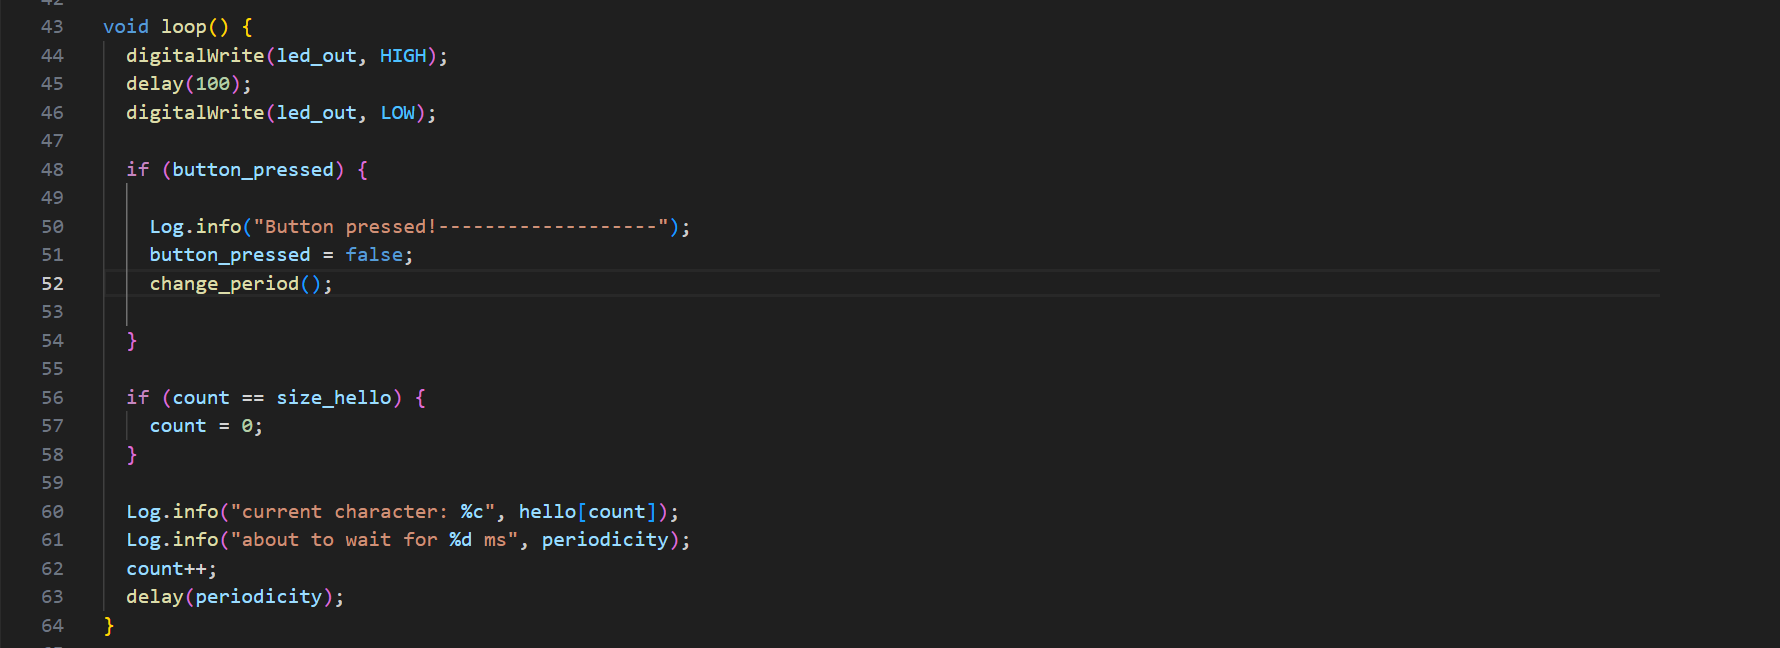 43 void loop() {
44 digitalWrite(led_out, HIGH);
45 delay(100);
46 digitalWrite(led_out, LOW);
47
48 if (button_pressed) {
49
50 Log.info("Button pressed!-------------------");
51 button_pressed = false;
52 change_period();
53
54 }
55
56 if (count == size_hello) {
57 count = 0;
58 }
59
60 Log.info("current character: %c", hello[count]);
61 Log.info("about to wait for %d ms", periodicity);
62 count++;
63 delay(periodicity);
64 }